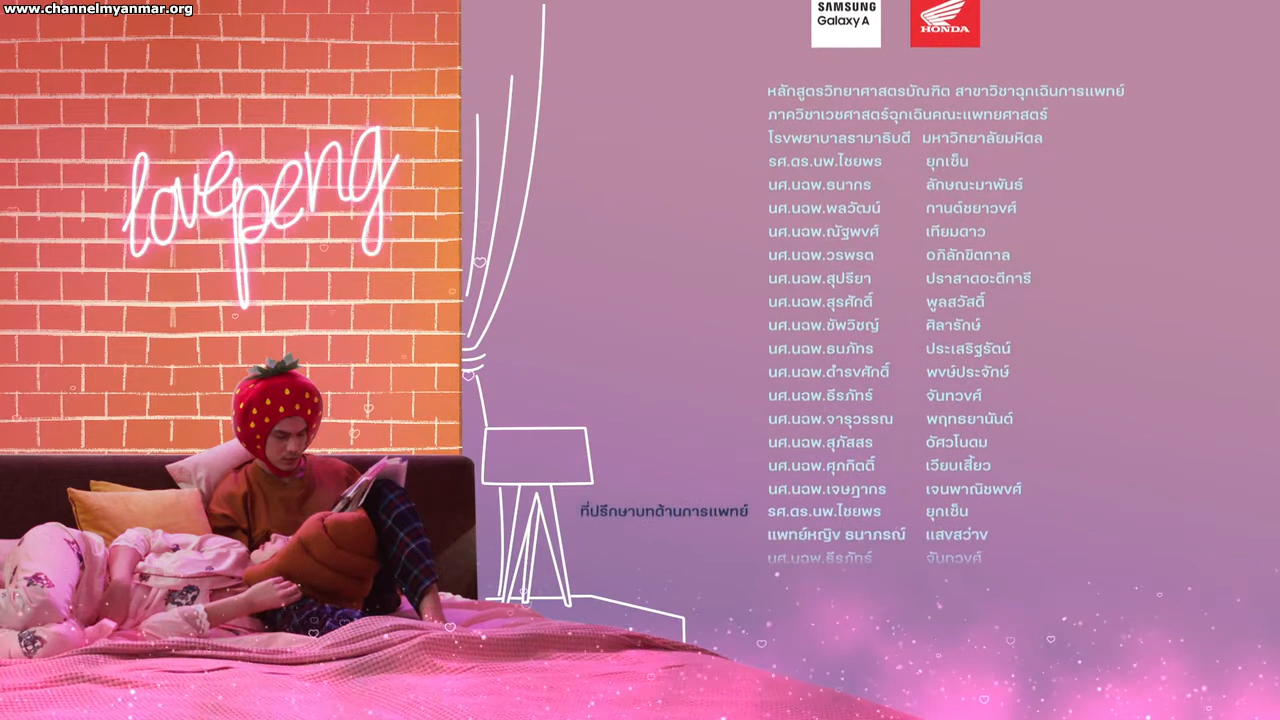 www.channelmyanmar.org
SAMSUNG
Galaxy A
HONDA
lovepeng
หลักสูตรวิทยาศาสตรบัณฑิต สาขาวิชาฉุกเฉินการแพทย์
ภาควิชาเวชศาสตร์ฉุกเฉินคณะแพทยศาสตร์
โรงพยาบาลรามาธิบดี มหาวิทยาลัยมหิดล
รศ.ดร.นพ.ไชยพร ยุกเซ็น
นศ.นฉพ.ธนากร ลักษณะมาพันธ์
นศ.นฉพ.พลวัฒน์ กานต์ชยาวงศ์
นศ.นฉพ.ณัฐพงศ์ เทียมดาว
นศ.นฉพ.วรพรต อภิลักขิตกาล
นศ.นฉพ.สุปรียา ปราสาตอะดีการี
นศ.นฉพ.สุรศักดิ์ พูลสวัสดิ์
นศ.นฉพ.ชัพวิชญ์ ศิลารักษ์
นศ.นฉพ.ธนภัทร ประเสริฐรัตน์
นศ.นฉพ.ดำรงศักดิ์ พงษ์ประจักษ์
นศ.นฉพ.ธีรภัทร์ จันทวงศ์
นศ.นฉพ.จารุวรรณ พฤทธยานันต์
นศ.นฉพ.สุภัสสร อัศวโนดม
นศ.นฉพ.ศุภกิตติ์ เวียนเสี้ยว
นศ.นฉพ.เจษฎากร เจนพาณิชพงศ์
ที่ปรึกษาบทด้านการแพทย์ รศ.ดร.นพ.ไชยพร ยุกเซ็น
แพทย์หญิง ธนาภรณ์ แสงสว่าง
นศ.นฉพ.ธีรภัทร์ จันทวงศ์